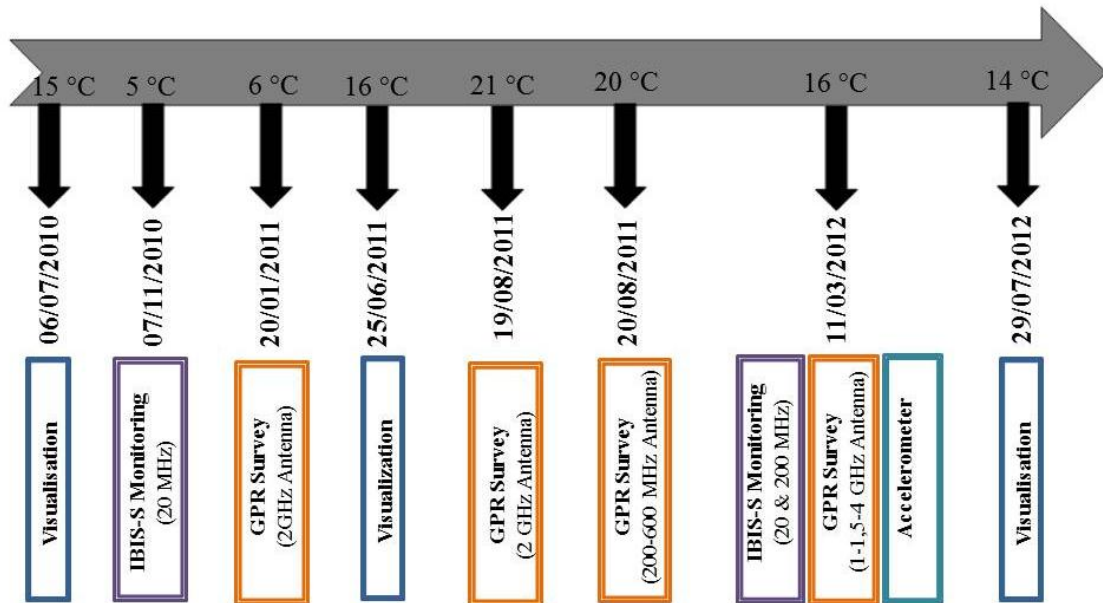 15 °C
5 °C
6 °C
16 °C
21 °C
20 °C
16 °C
14 °C
06/07/2010
07/11/2010
20/01/2011
25/06/2011
19/08/2011
20/08/2011
11/03/2012
29/07/2012
Visualisation
IBIS-S Monitoring
(20 MHz)
GPR Survey
(2GHz Antenna)
Visualization
GPR Survey
(2 GHz Antenna)
GPR Survey
(200-600 MHz Antenna)
IBIS-S Monitoring
(20 & 200 MHz)
GPR Survey
(1-1,5-4 GHz Antenna)
Accelerometer
Visualisation